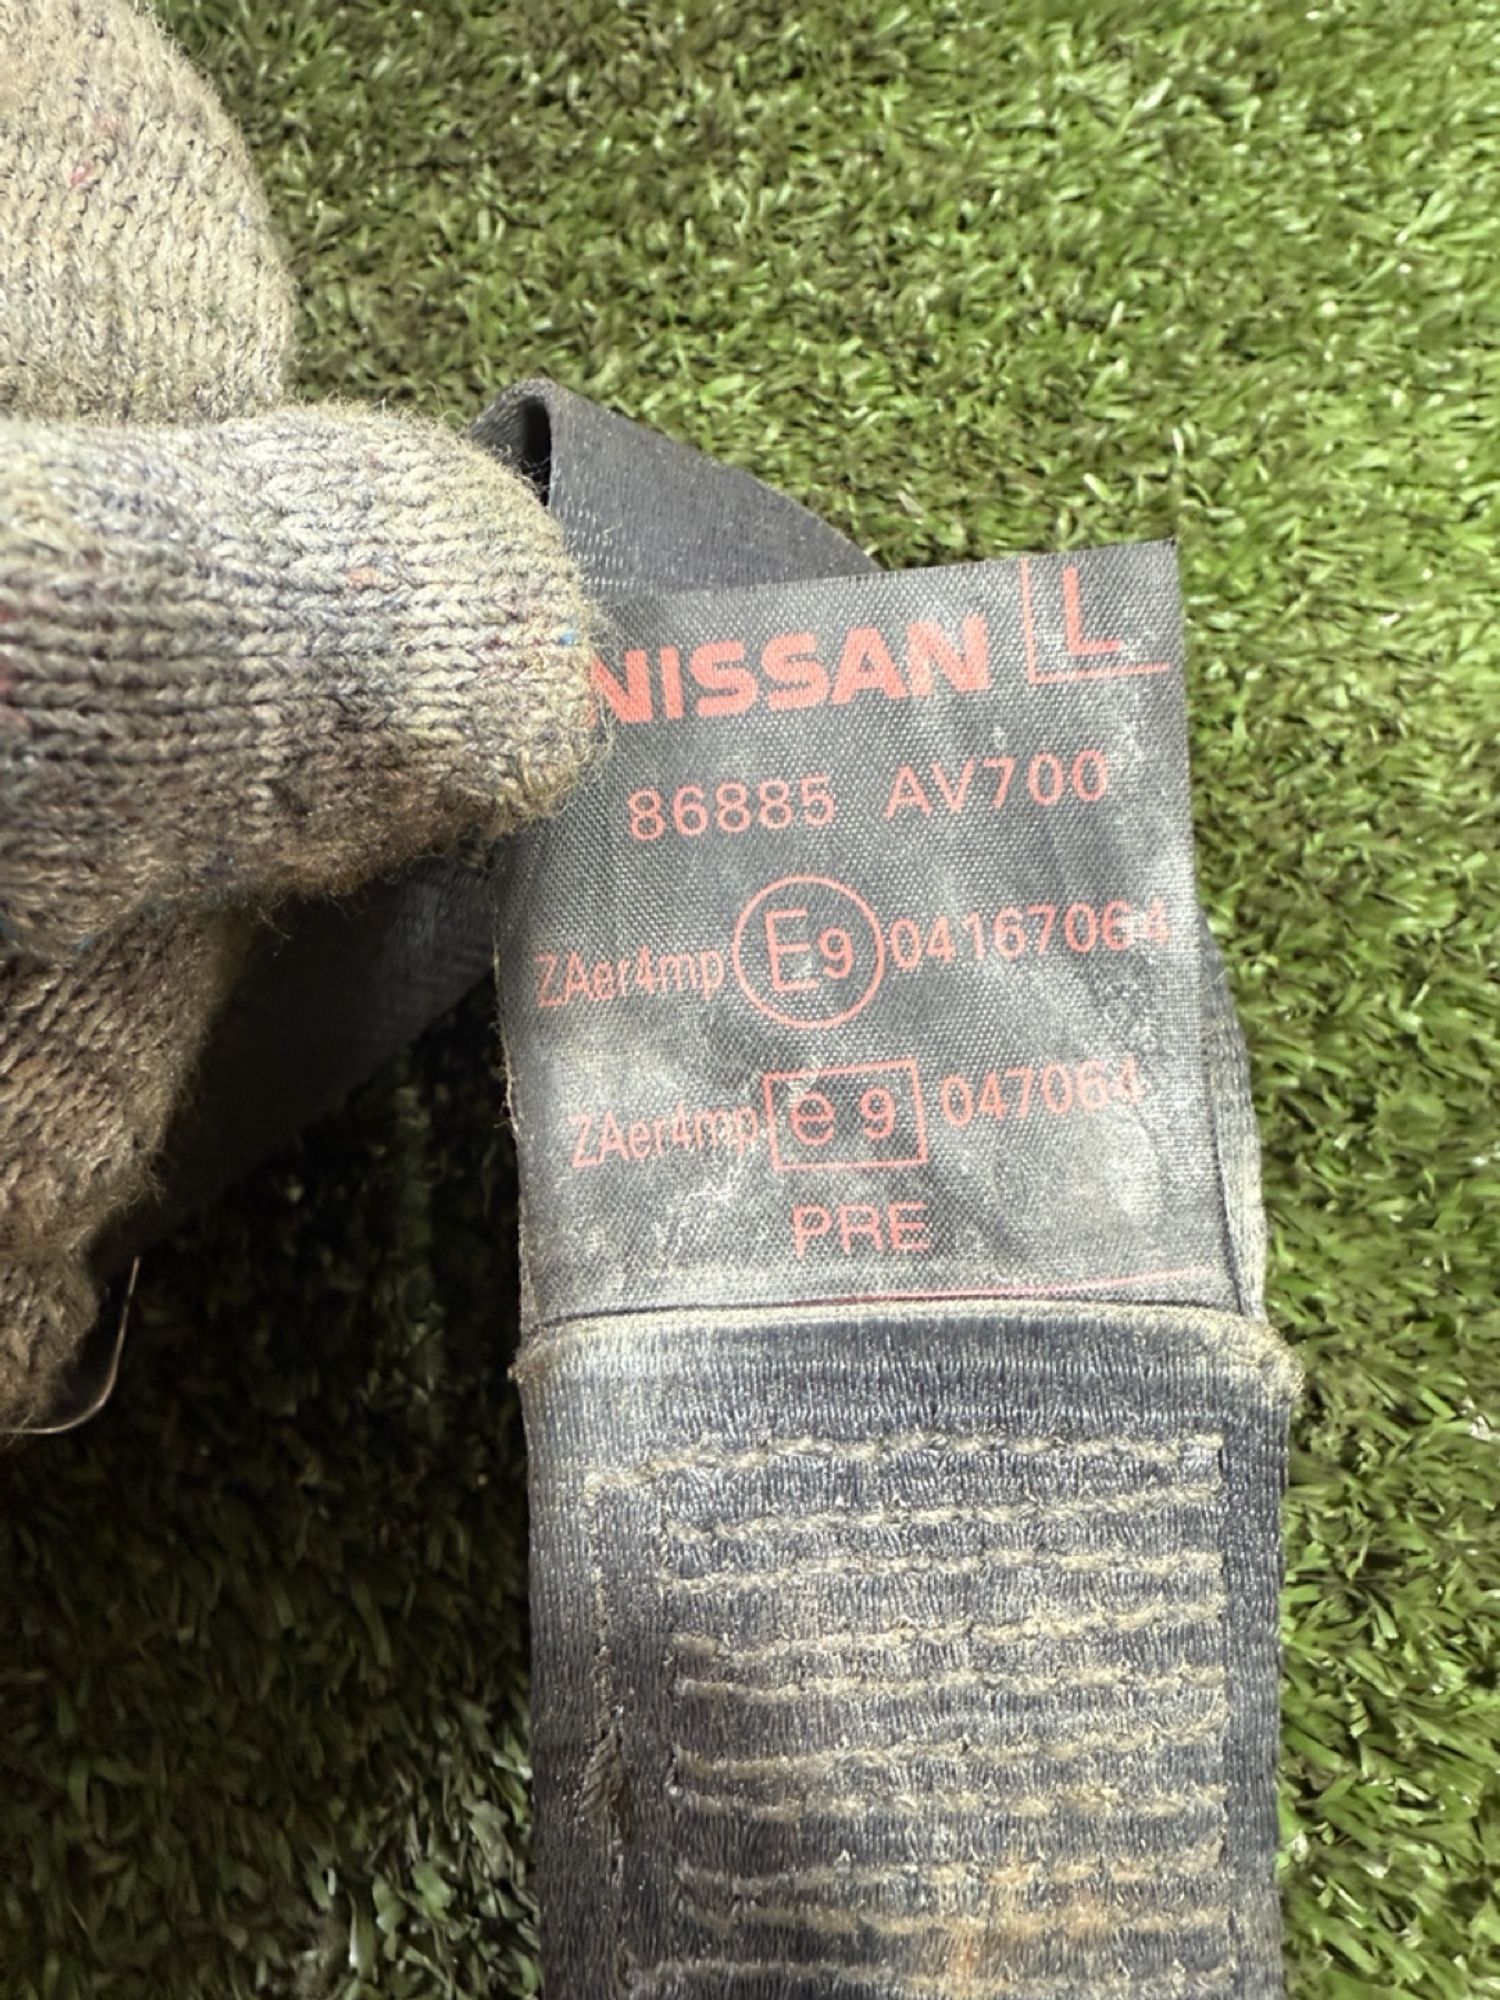 NISSAN L
86885 AV700
ZAer4mp E9 04167064
ZAer4mp e9 047064
PRE